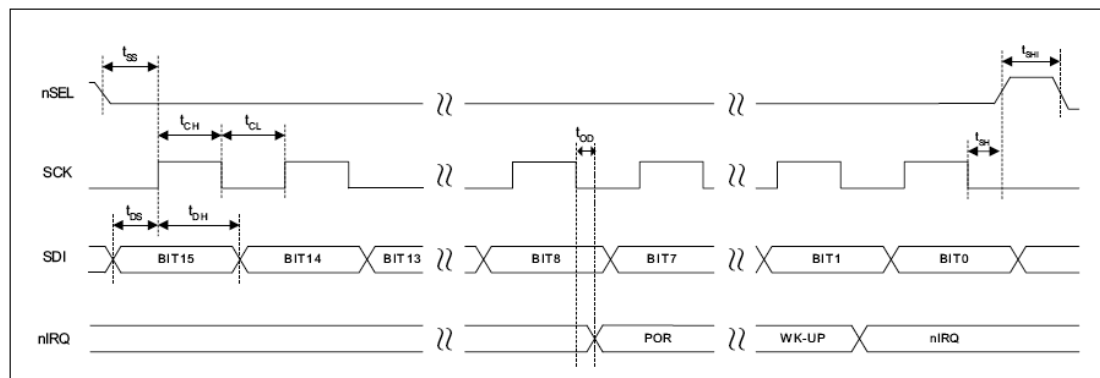 tSS
tSHI
nSEL
tCH tCL
tOD
tSH
SCK
tDS tDH
SDI BIT15 BIT14 BIT13 BIT8 BIT7 BIT1 BIT0
nIRQ POR WK-UP nIRQ